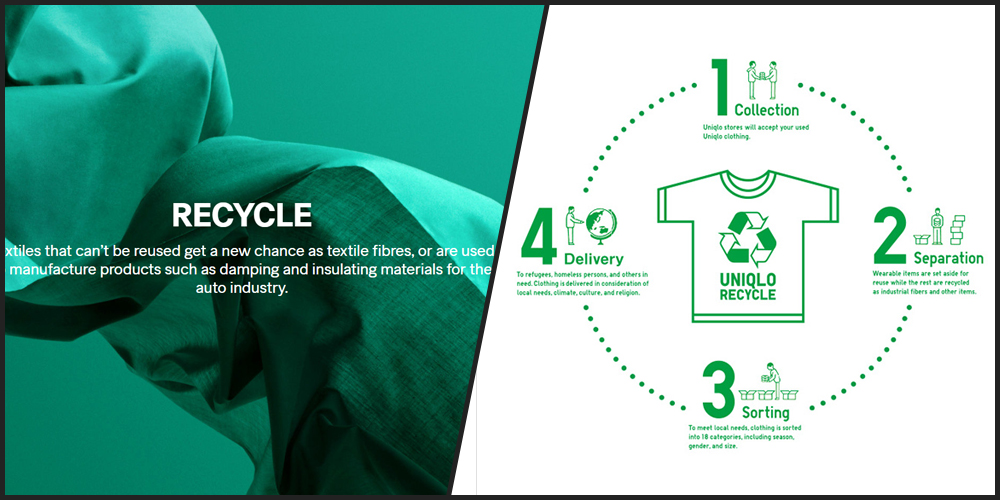 RECYCLE
xtiles that can't be reused get a new chance as textile fibres, or are used
manufacture products such as damping and insulating materials for the
auto industry.
1
Collection
Uniqlo stores will accept your used
Uniqlo clothing.
2
Separation
Wearable items are set aside for
reuse while the rest are recycled
as industrial fibers and other items.
3
Sorting
To meet local needs, clothing is sorted
into 18 categories, including season,
gender, and size.
4
Delivery
To refugees, homeless persons, and others in
need. Clothing is delivered in consideration of
local needs, climate, culture, and religion.
UNIQLO
RECYCLE